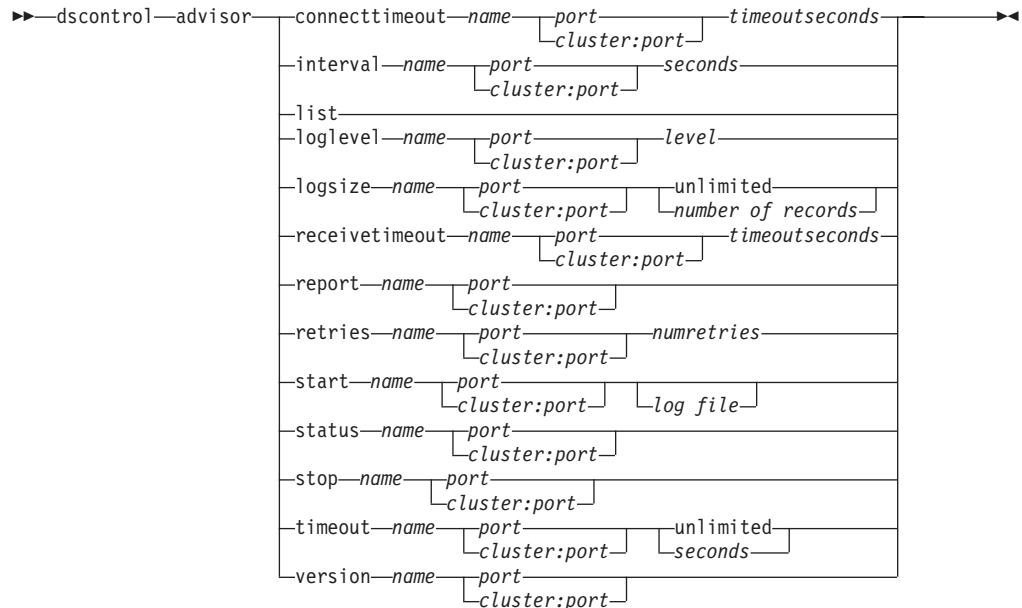 dscontrol advisor connecttimeout name port timeoutseconds
cluster:port
interval name port seconds
cluster:port
list
loglevel name port level
cluster:port
logsize name port unlimited
cluster:port number of records
receivetimeout name port timeoutseconds
cluster:port
report name port
cluster:port
retries name port numretries
cluster:port
start name port
cluster:port log file
status name port
cluster:port
stop name port
cluster:port
timeout name port unlimited
cluster:port seconds
version name port
cluster:port